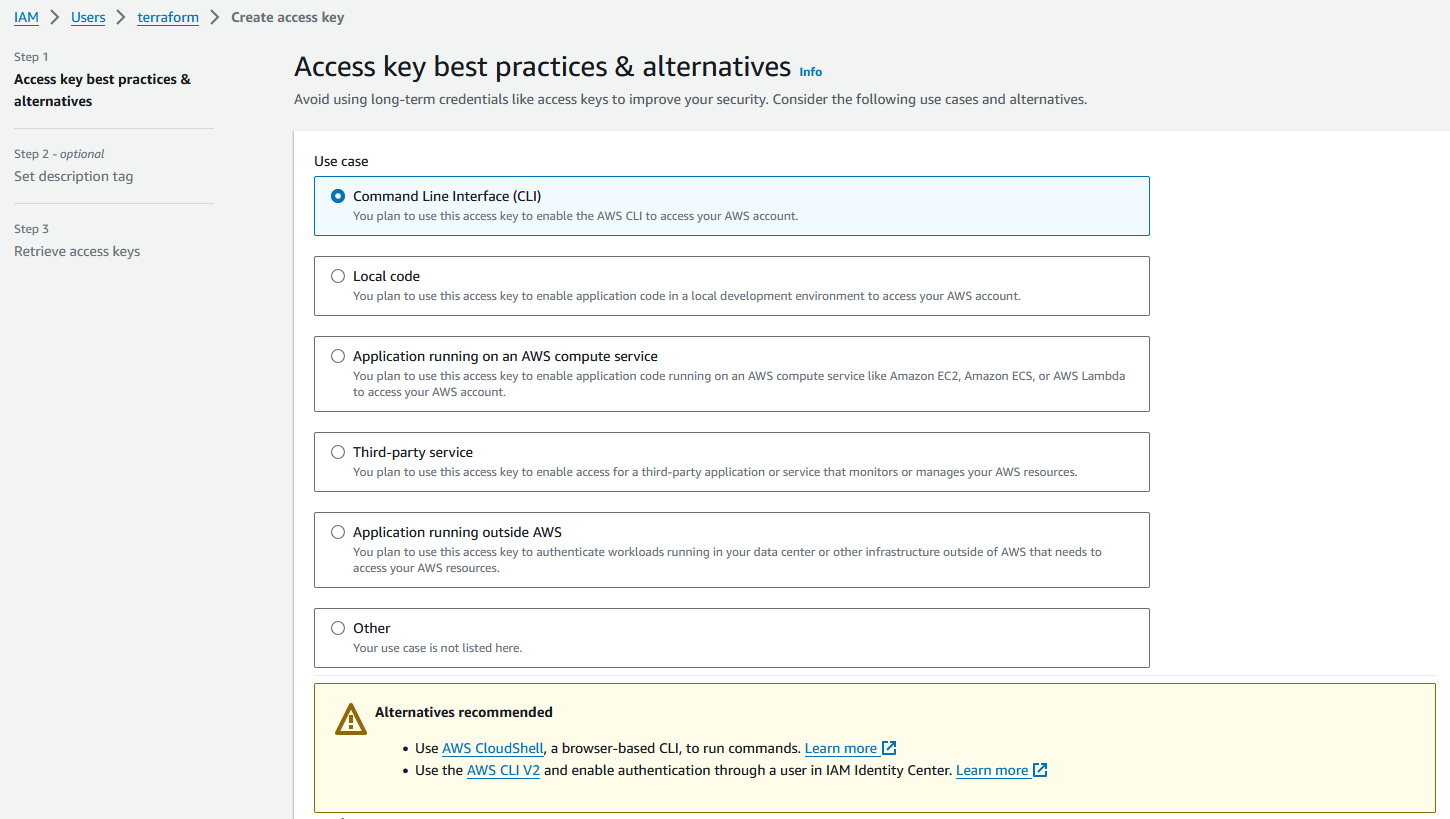 IAM > Users > terraform > Create access key
Step 1
Access key best practices &
alternatives
Step 2 - optional
Set description tag
Step 3
Retrieve access keys
Access key best practices & alternatives Info
Avoid using long-term credentials like access keys to improve your security. Consider the following use cases and alternatives.
Use case
Command Line Interface (CLI)
You plan to use this access key to enable the AWS CLI to access your AWS account.
Local code
You plan to use this access key to enable application code in a local development environment to access your AWS account.
Application running on an AWS compute service
You plan to use this access key to enable application code running on an AWS compute service like Amazon EC2, Amazon ECS, or AWS Lambda
to access your AWS account.
Third-party service
You plan to use this access key to enable access for a third-party application or service that monitors or manages your AWS resources.
Application running outside AWS
You plan to use this access key to authenticate workloads running in your data center or other infrastructure outside of AWS that needs to
access your AWS resources.
Other
Your use case is not listed here.
Alternatives recommended
• Use AWS CloudShell, a browser-based CLI, to run commands. Learn more
• Use the AWS CLI V2 and enable authentication through a user in IAM Identity Center. Learn more